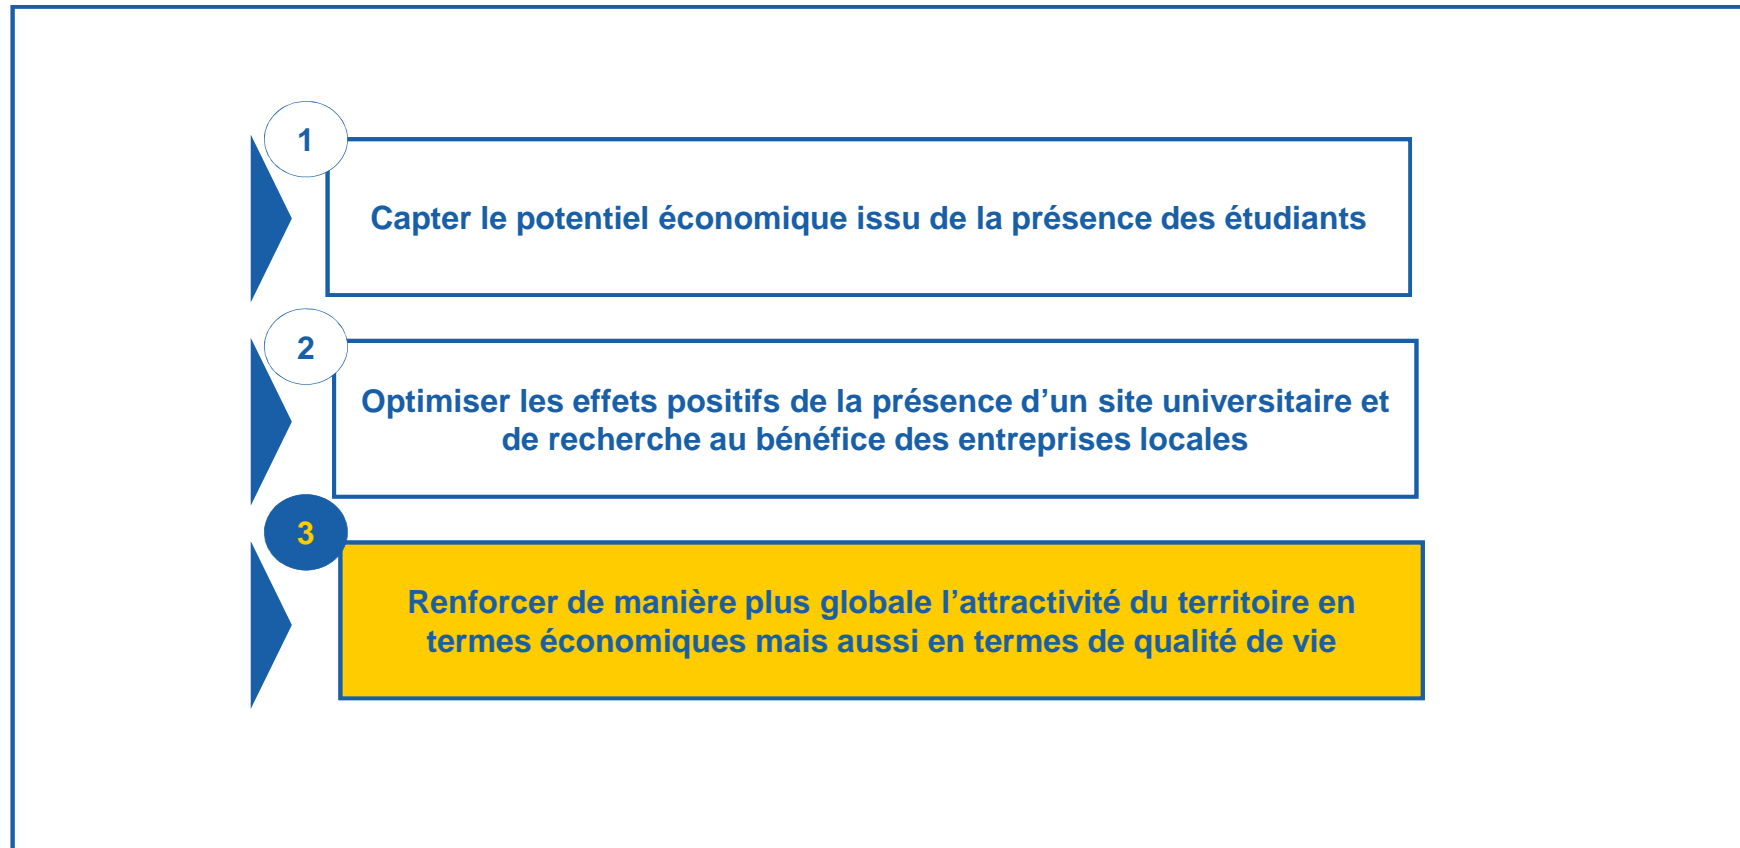 1
Capter le potentiel économique issu de la présence des étudiants
2
Optimiser les effets positifs de la présence d’un site universitaire et
de recherche au bénéfice des entreprises locales
3
Renforcer de manière plus globale l’attractivité du territoire en
termes économiques mais aussi en termes de qualité de vie